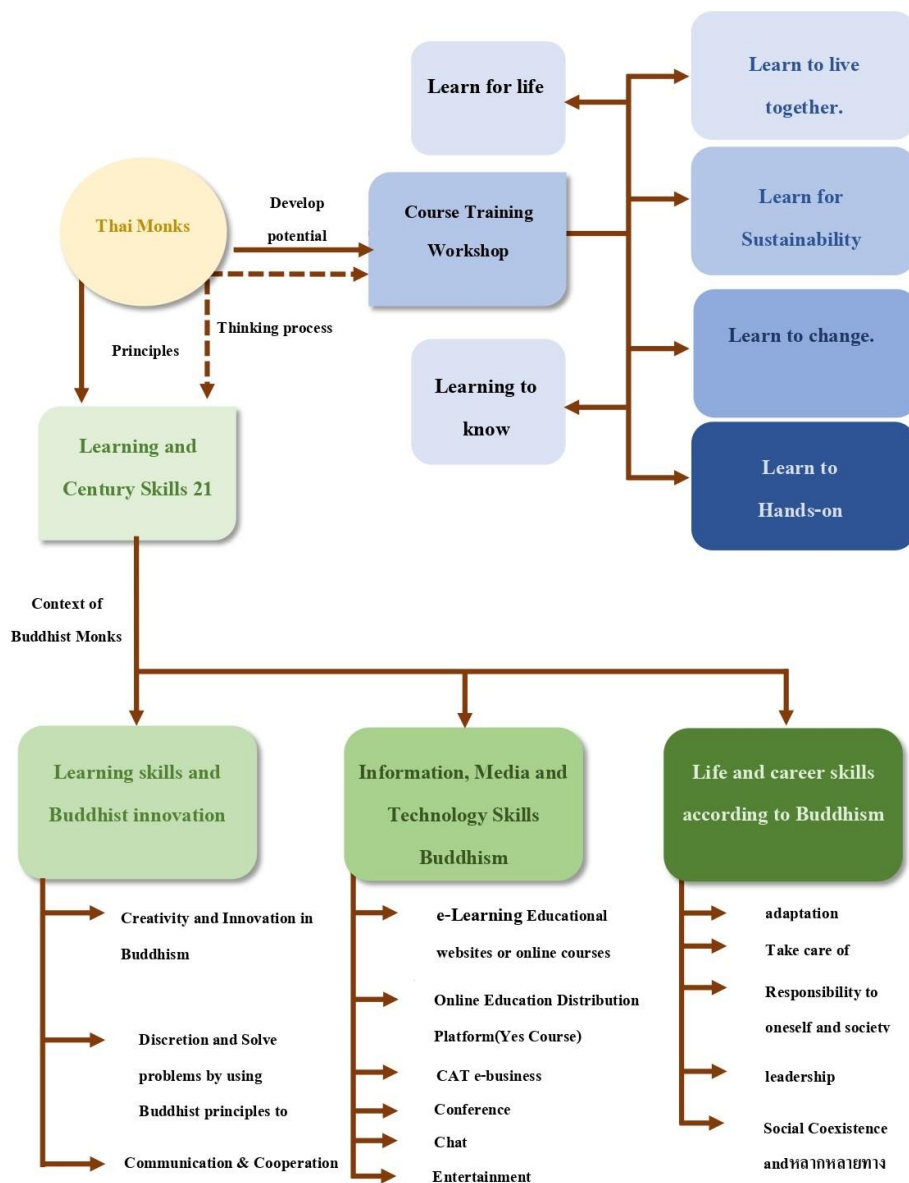 Learn for life
Learn to live
together.
Thai Monks
Develop
potential
Course Training
Workshop
Learn for
Sustainability
Thinking process
Principles
Learning to
know
Learn to change.
Learning and
Century Skills 21
Learn to
Hands-on
Context of
Buddhist Monks
Learning skills and
Buddhist innovation
Information, Media and
Technology Skills
Buddhism
Life and career skills
according to Buddhism
Creativity and Innovation in
Buddhism
Discretion and Solve
problems by using
Buddhist principles to
Communication & Cooperation
e-Learning Educational
websites or online courses
Online Education Distribution
Platform(Yes Course)
CAT e-business
Conference
Chat
Entertainment
adaptation
Take care of
Responsibility to
oneself and society
leadership
Social Coexistence
andหลากหลายทาง